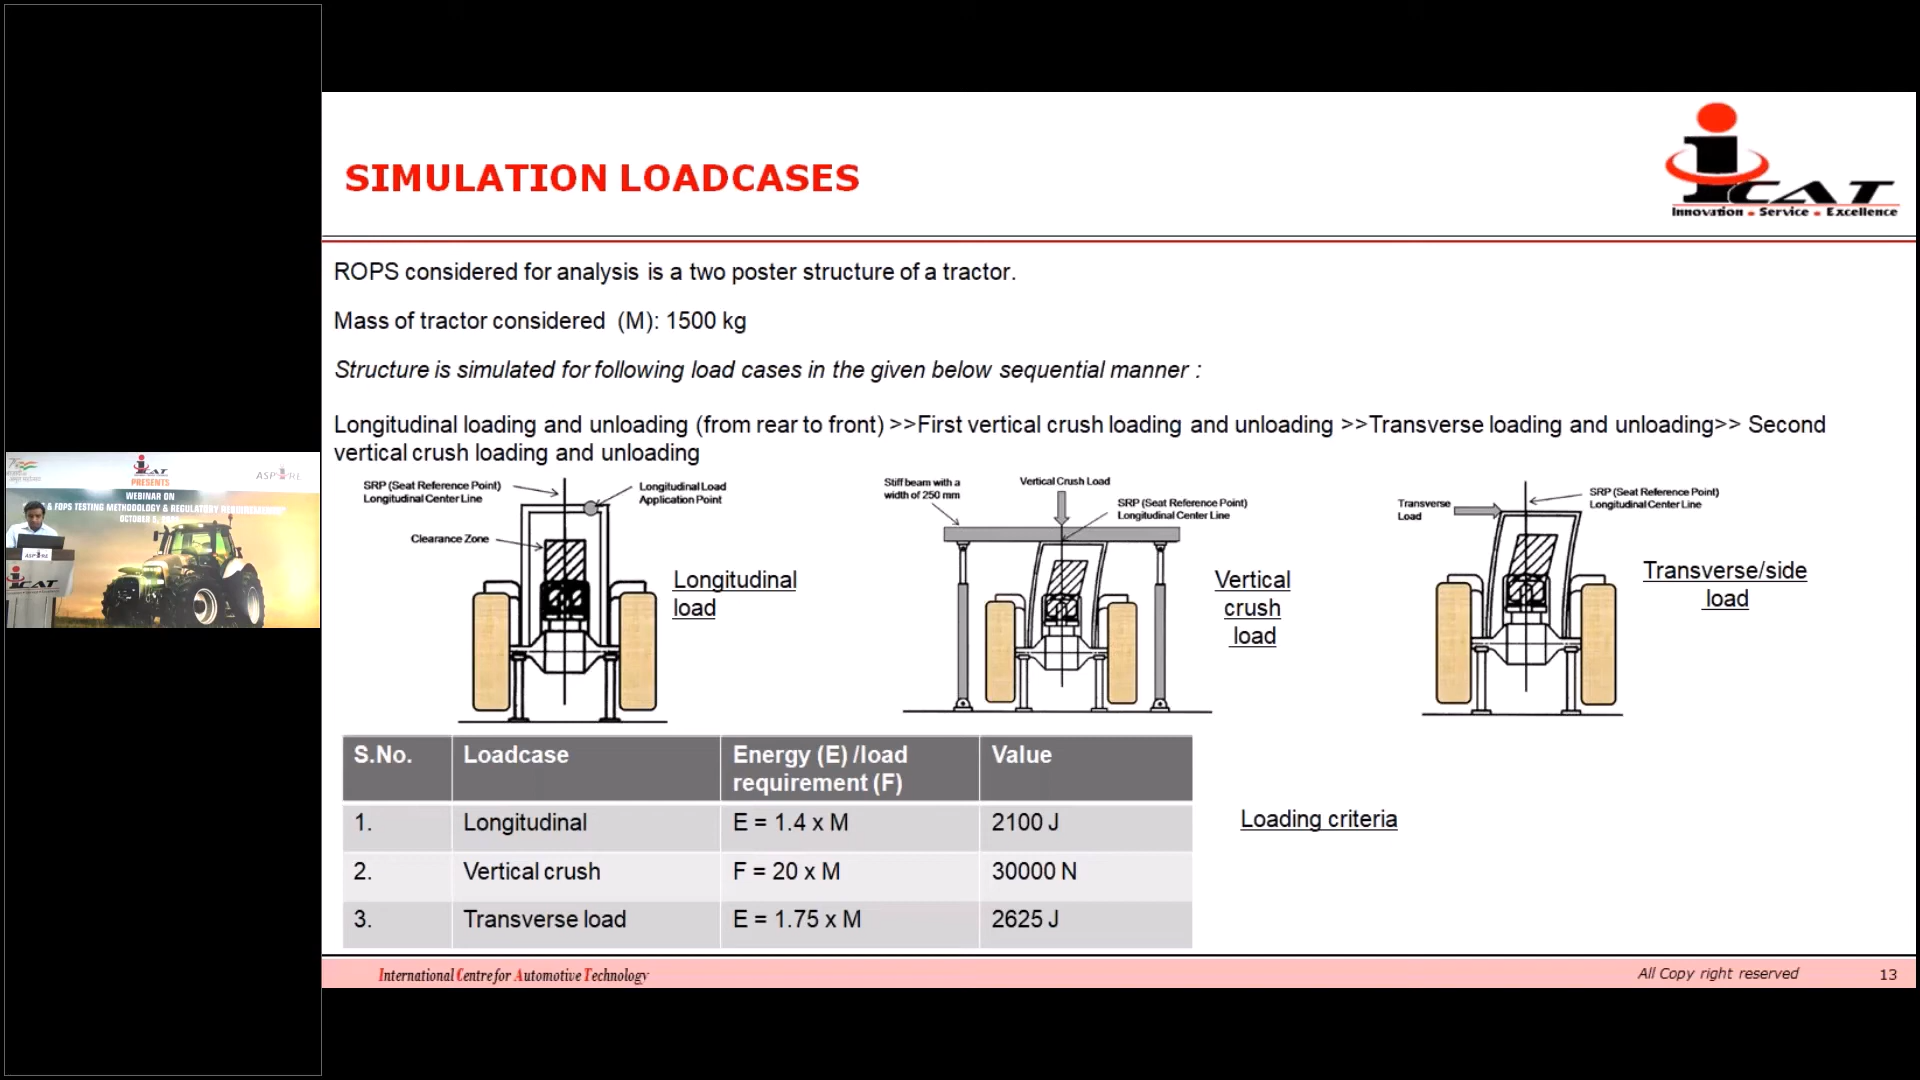 SIMULATION LOADCASES
iCAT
Innovation . Service . Excellence
ROPS considered for analysis is a two poster structure of a tractor.
Mass of tractor considered (M): 1500 kg
Structure is simulated for following load cases in the given below sequential manner :
Longitudinal loading and unloading (from rear to front) >>First vertical crush loading and unloading >>Transverse loading and unloading>> Second
vertical crush loading and unloading
SRP (Seat Reference Point)
Longitudinal Center Line
Longitudinal Load
Application Point
Clearance Zone
Longitudinal
load
Stiff beam with a
width of 250 mm
Vertical Crush Load
SRP (Seat Reference Point)
Longitudinal Center Line
Vertical
crush
load
Transverse
Load
SRP (Seat Reference Point)
Longitudinal Center Line
Transverse/side
load
S.No. Loadcase Energy (E) /load requirement (F) Value
1. Longitudinal E = 1.4 x M 2100 J
2. Vertical crush F = 20 x M 30000 N
3. Transverse load E = 1.75 x M 2625 J
Loading criteria
International Centre for Automotive Technology
All Copy right reserved
13
iCAT
PRESENTS
WEBINAR ON
& FOPS TESTING METHODOLOGY & REGULATORY
OCTOBER
ASPIRE
iCAT